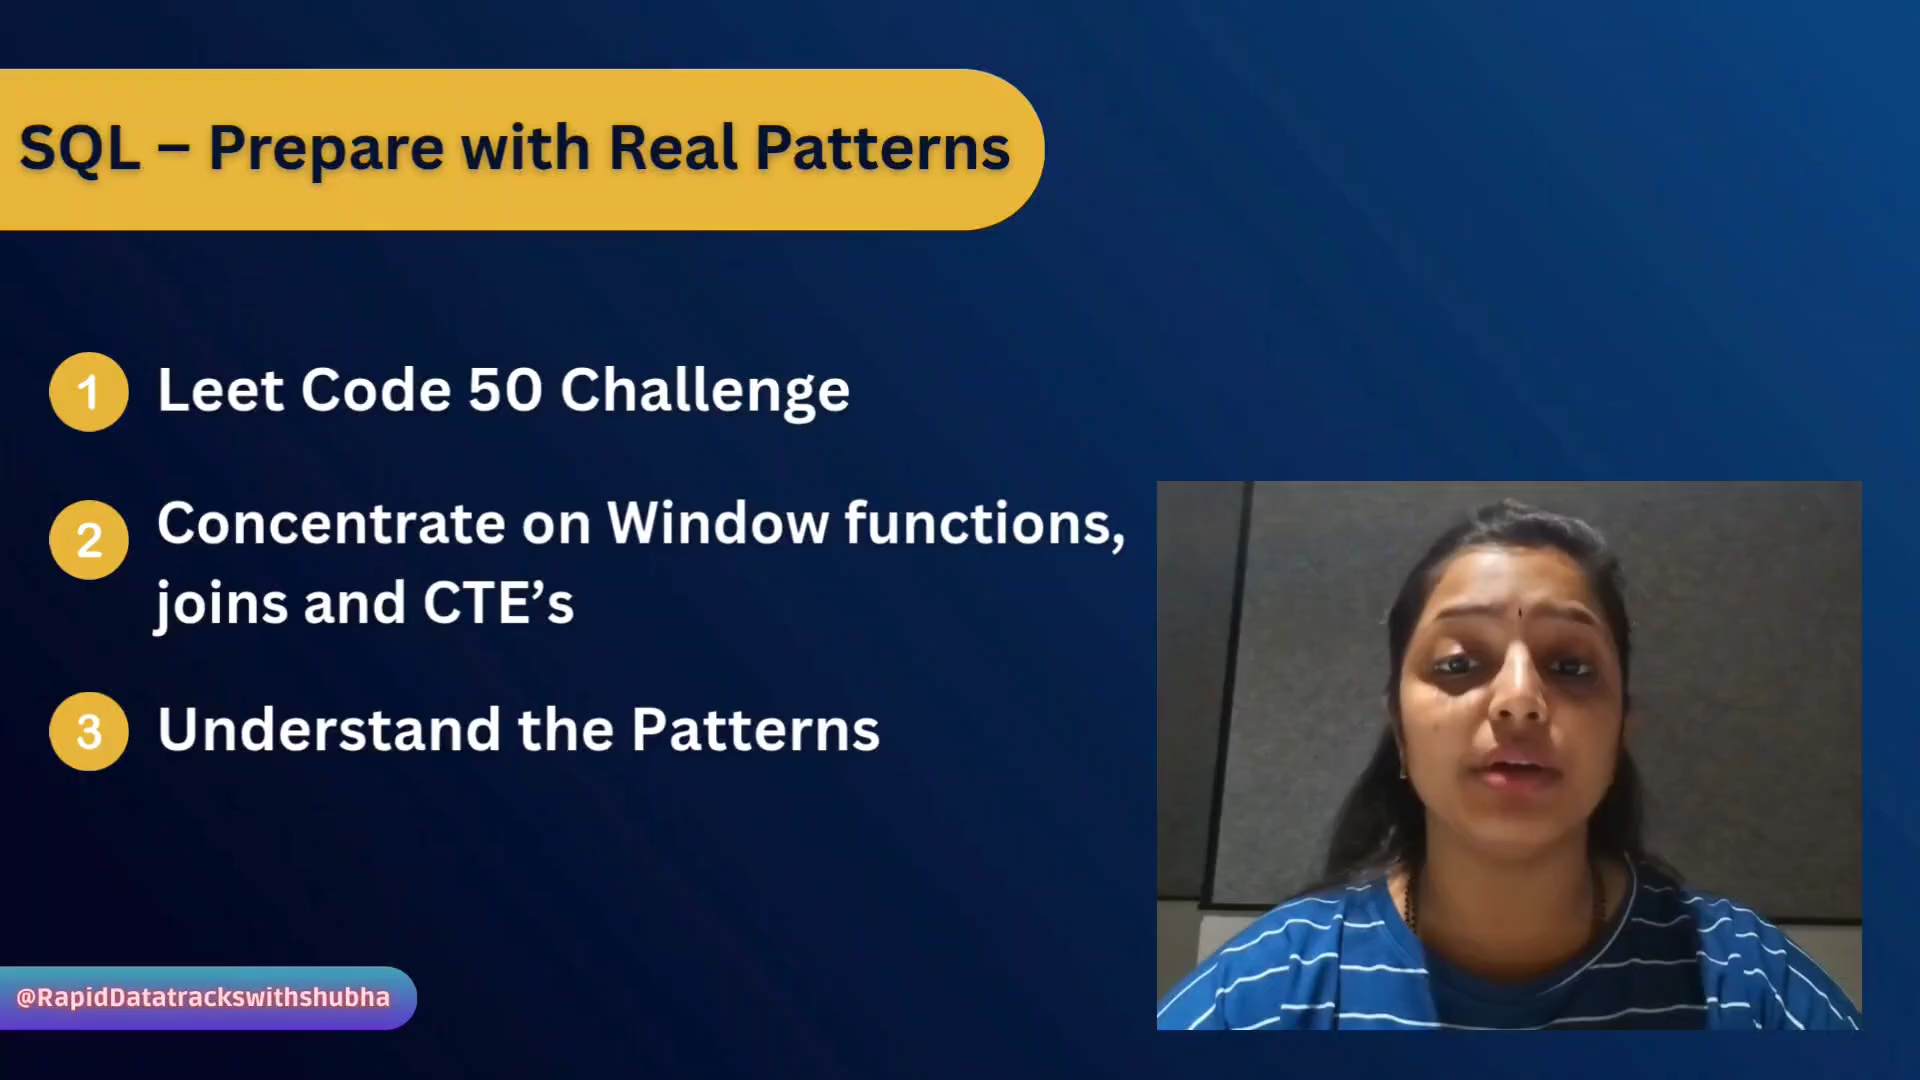 SQL – Prepare with Real Patterns
1 Leet Code 50 Challenge
2 Concentrate on Window functions,
joins and CTE’s
3 Understand the Patterns
@RapidDatatrackswithshubha